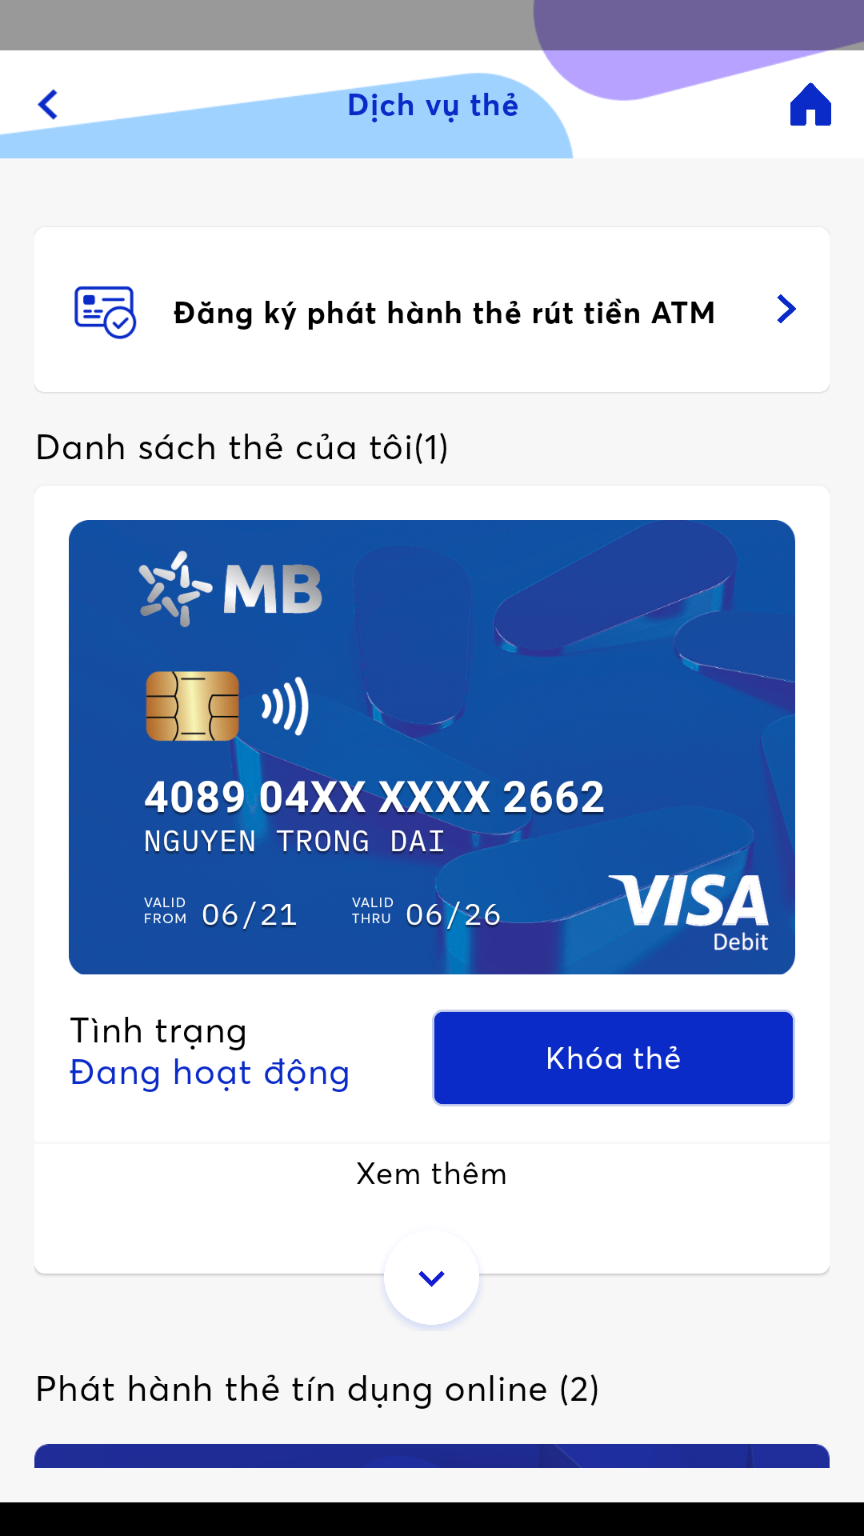 Dịch vụ thẻ
Đăng ký phát hành thẻ rút tiền ATM
Danh sách thẻ của tôi(1)
MB
4089 04XX XXXX 2662
NGUYEN TRONG DAI
VALID FROM 06/21 VALID THRU 06/26
VISA
Debit
Tình trạng
Đang hoạt động
Khóa thẻ
Xem thêm
Phát hành thẻ tín dụng online (2)